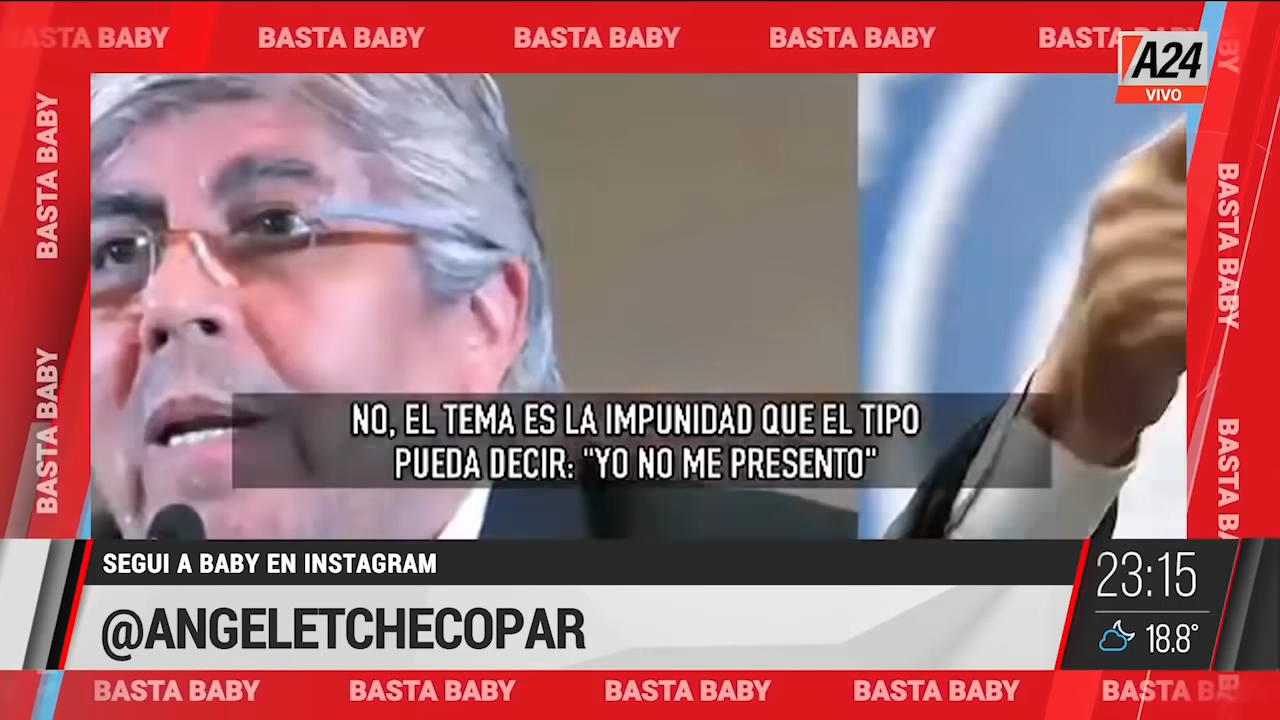 BASTA BABY
BASTA BABY
BASTA BABY
BASTA BABY
BASTA
A24
VIVO
BASTA BABY
BASTA BABY
BASTA BABY
BASTA BABY
NO, EL TEMA ES LA IMPUNIDAD QUE EL TIPO
PUEDA DECIR: "YO NO ME PRESENTO"
SEGUI A BABY EN INSTAGRAM
@ANGELETCHECOPAR
23:15
18.8°
BASTA BABY
BASTA BABY
BASTA BABY
BASTA BABY
BASTA